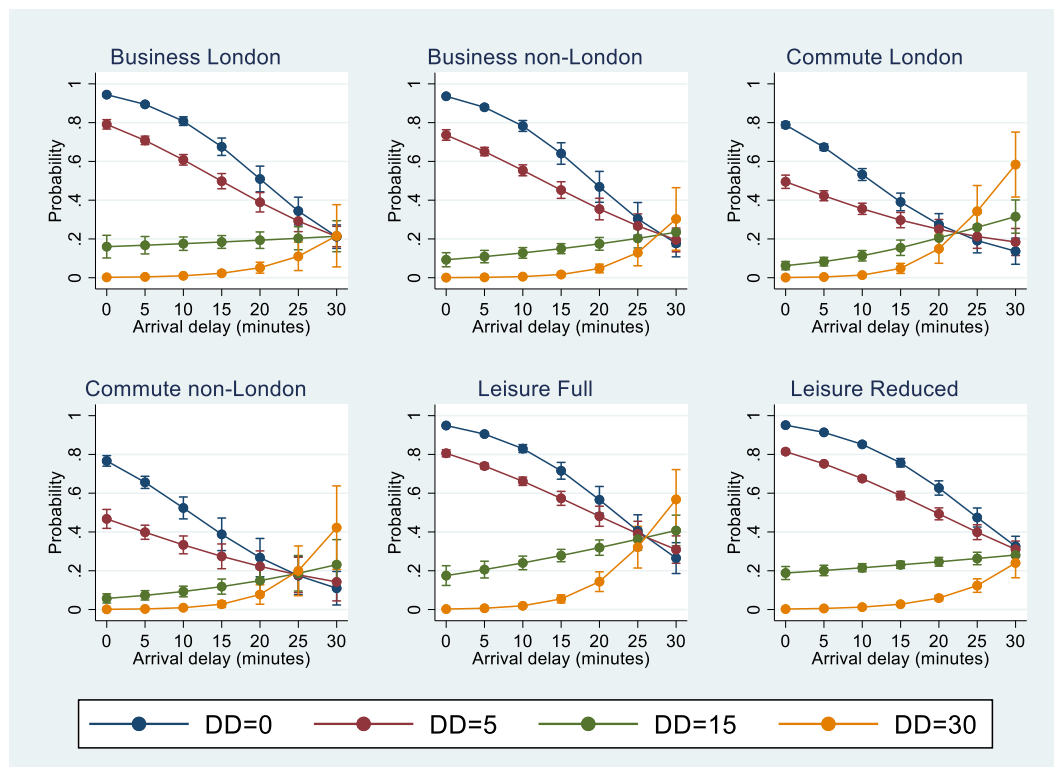 Business London
Business non-London
Commute London
Probability
0 .2 .4 .6 .8 1
0 5 10 15 20 25 30
Arrival delay (minutes)
Probability
0 .2 .4 .6 .8 1
0 5 10 15 20 25 30
Arrival delay (minutes)
Probability
0 .2 .4 .6 .8 1
0 5 10 15 20 25 30
Arrival delay (minutes)
Commute non-London
Leisure Full
Leisure Reduced
Probability
0 .2 .4 .6 .8 1
0 5 10 15 20 25 30
Arrival delay (minutes)
Probability
0 .2 .4 .6 .8 1
0 5 10 15 20 25 30
Arrival delay (minutes)
Probability
0 .2 .4 .6 .8 1
0 5 10 15 20 25 30
Arrival delay (minutes)
DD=0 DD=5 DD=15 DD=30